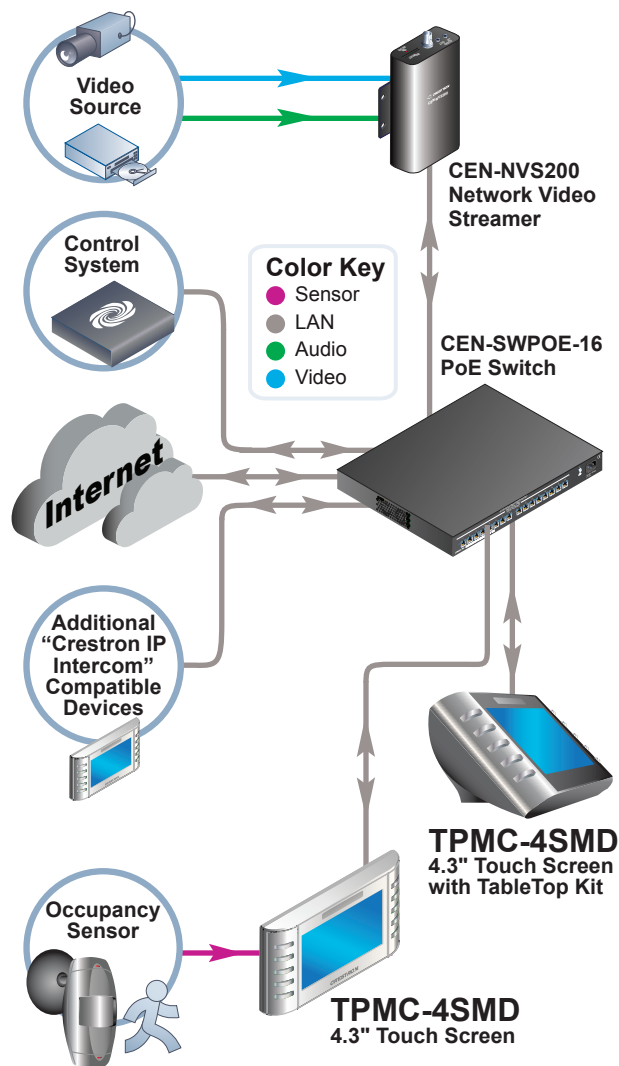 Video
Source
CEN-NVS200
Network Video
Streamer
Control
System
Color Key
Sensor
LAN
Audio
Video
CEN-SWPOE-16
PoE Switch
Internet
Additional
“Crestron IP
Intercom”
Compatible
Devices
TPMC-4SMD
4.3" Touch Screen
with TableTop Kit
Occupancy
Sensor
CRESTRON
TPMC-4SMD
4.3" Touch Screen